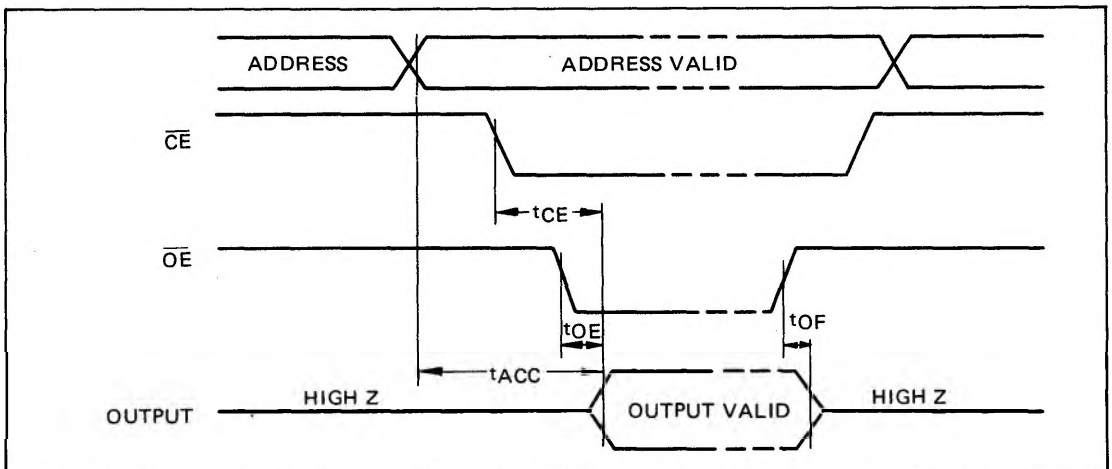 ADDRESS ADDRESS VALID
CE
tCE
OE
tOE tOF
tACC
OUTPUT HIGH Z OUTPUT VALID HIGH Z